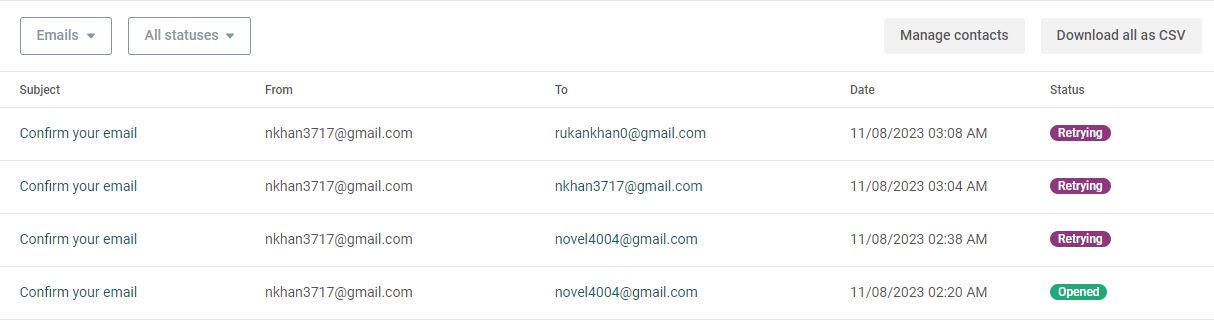 Emails All statuses Manage contacts Download all as CSV
Subject From To Date Status
Confirm your email nkhan3717@gmail.com rukankhan0@gmail.com 11/08/2023 03:08 AM Retrying
Confirm your email nkhan3717@gmail.com nkhan3717@gmail.com 11/08/2023 03:04 AM Retrying
Confirm your email nkhan3717@gmail.com novel4004@gmail.com 11/08/2023 02:38 AM Retrying
Confirm your email nkhan3717@gmail.com novel4004@gmail.com 11/08/2023 02:20 AM Opened